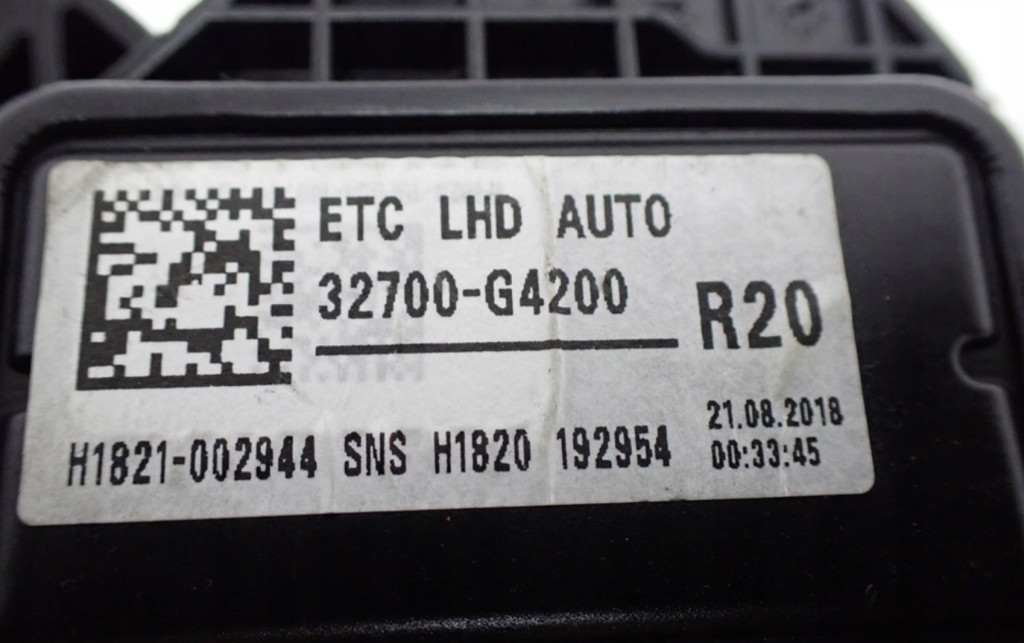 ETC LHD AUTO
32700-G4200
R20
21.08.2018
00:33:45
H1821-002944 SNS H1820 192954